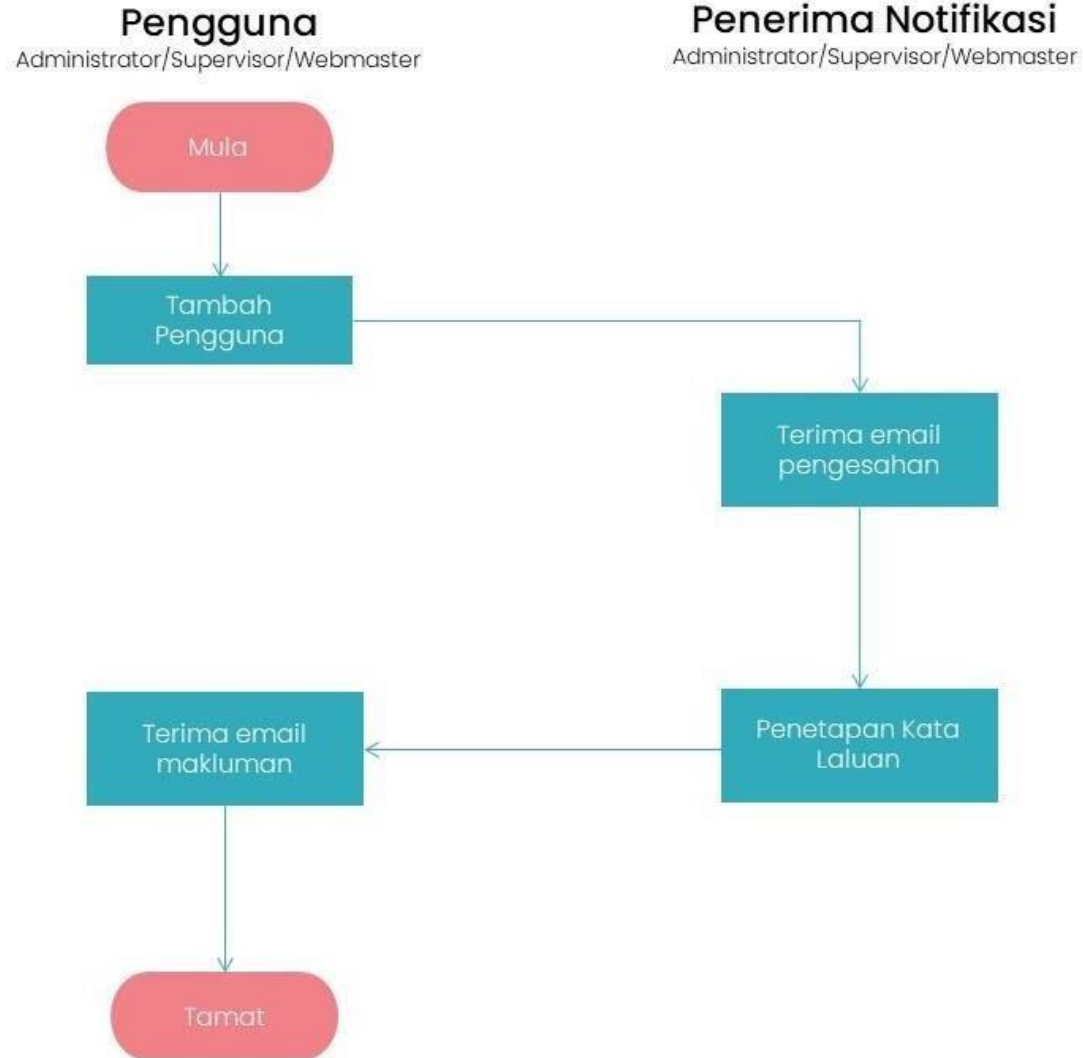 Pengguna
Administrator/Supervisor/Webmaster
Penerima Notifikasi
Administrator/Supervisor/Webmaster
Mula
Tambah
Pengguna
Terima email
pengesahan
Penetapan Kata
Laluan
Terima email
makluman
Tamat